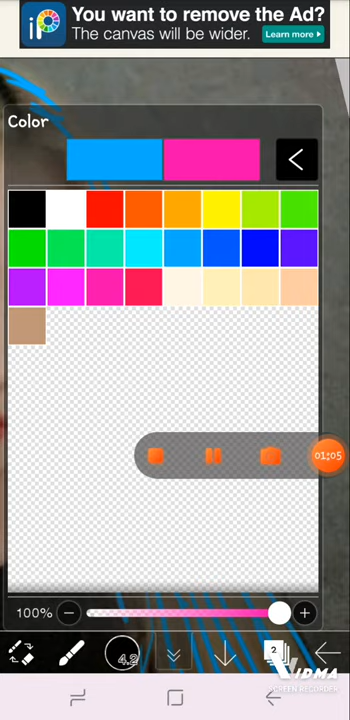 iP
You want to remove the Ad?
The canvas will be wider.
Learn more ▸
Color
01:05
100%
4.2
2
VIDMA
SCREEN RECORDER